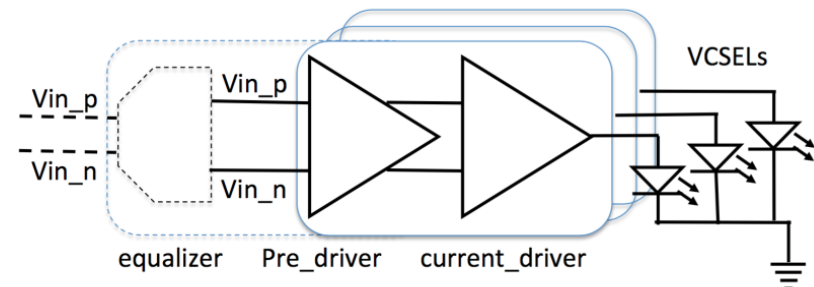 VCSELs
Vin_p
Vin_p
Vin_n
Vin_n
equalizer
Pre_driver
current_driver